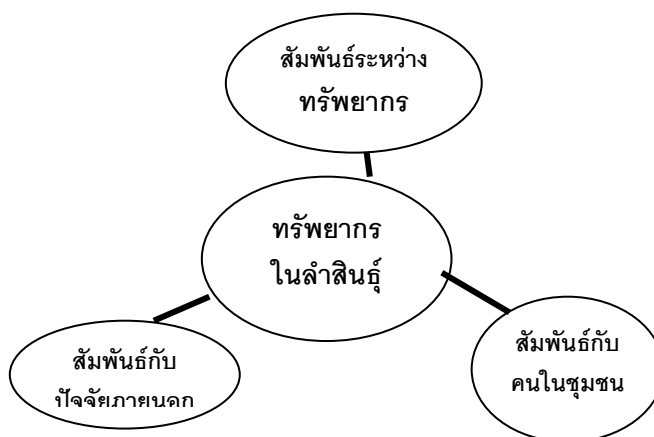 สัมพันธ์ระหว่าง
ทรัพยากร
ทรัพยากร
ในลำสินธุ์
สัมพันธ์กับ
ปัจจัยภายนอก
สัมพันธ์กับ
คนในชุมชน